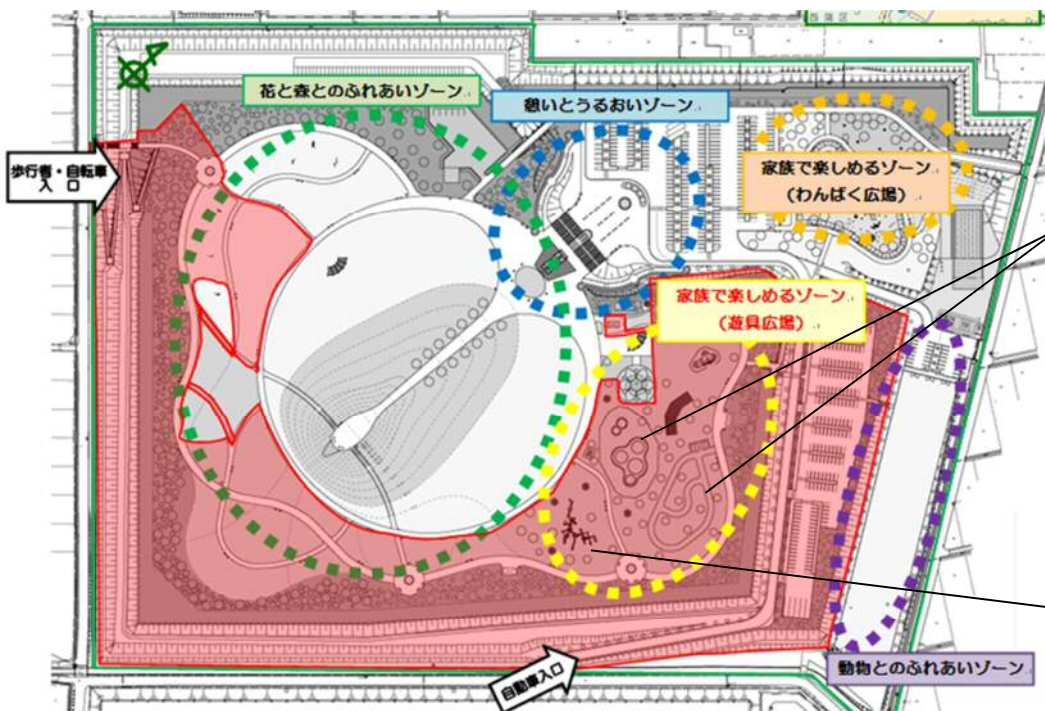 花と森とのふれあいゾーン
憩いとうるおいゾーン
歩行者・自転車
入 口
家族で楽しめるゾーン
(わんぱく広場)
家族で楽しめるゾーン
(遊具広場)
動物とのふれあいゾーン
自動車入口